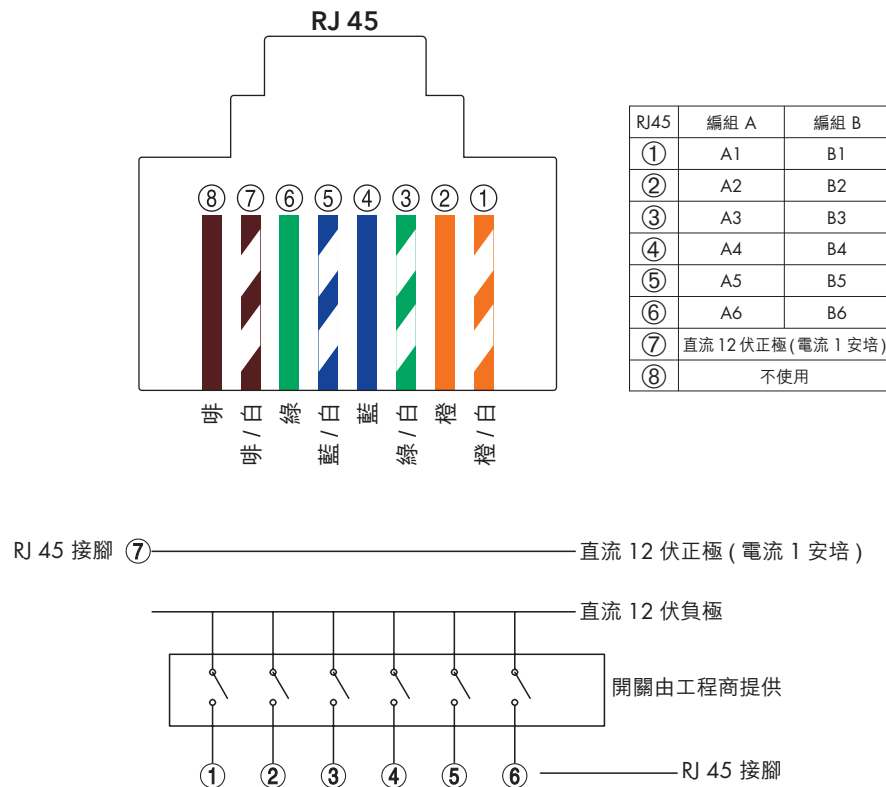 RJ 45
⑧ ⑦ ⑥ ⑤ ④ ③ ② ①
啡 啡/白 綠 藍/白 藍 綠/白 橙 橙/白
RJ45 編組 A 編組 B
① A1 B1
② A2 B2
③ A3 B3
④ A4 B4
⑤ A5 B5
⑥ A6 B6
⑦ 直流 12 伏正極 ( 電流 1 安培 )
⑧ 不使用
RJ 45 接腳 ⑦ 直流 12 伏正極 ( 電流 1 安培 )
直流 12 伏負極
開關由工程商提供
① ② ③ ④ ⑤ ⑥ RJ 45 接腳